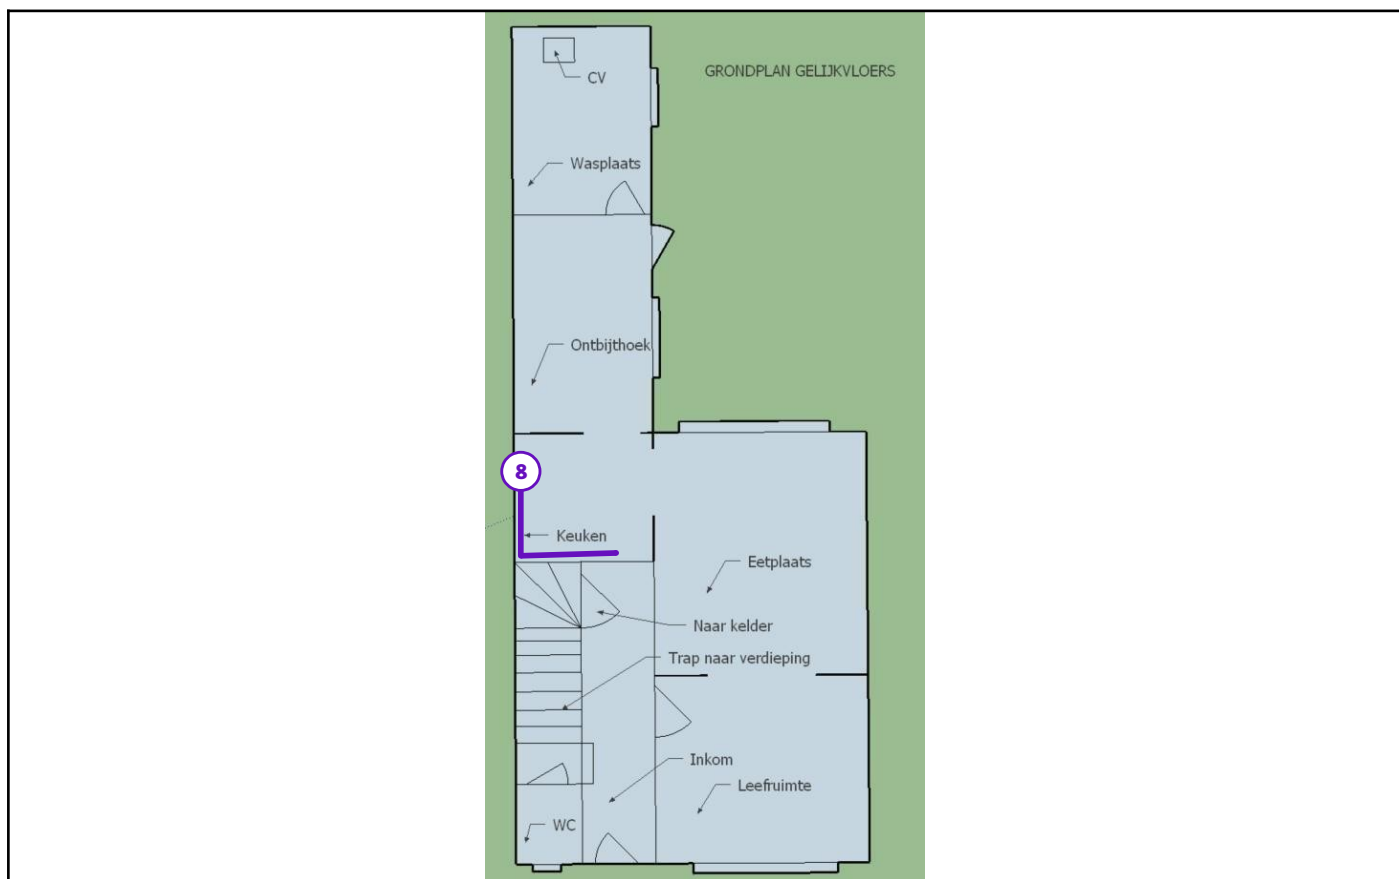 GRONDPLAN GELIJKVLOERS
CV
Wasplaats
Ontbijthoek
8
Keuken
Eetplaats
Naar kelder
Trap naar verdieping
Inkom
Leefruimte
WC